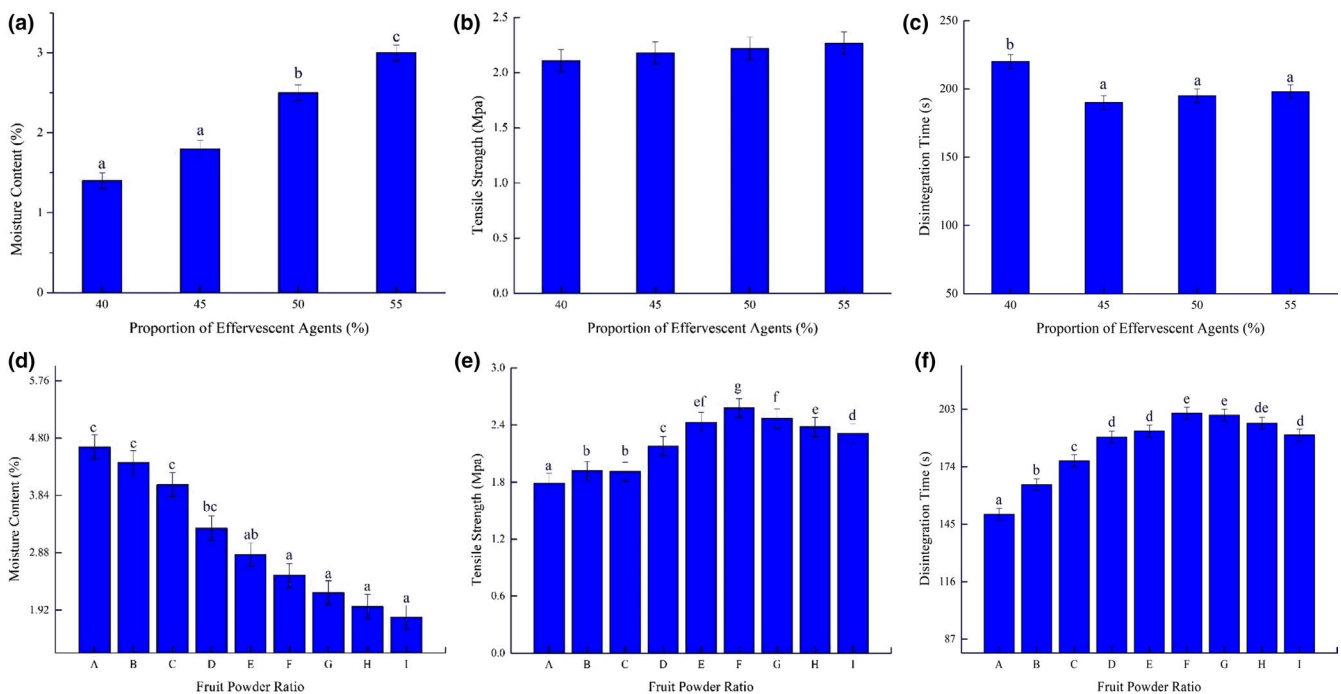 (a)
c
b
a
a
3
2
1
0
Moisture Content (%)
40 45 50 55
Proportion of Effervescent Agents (%)
(b)
2.5
2.0
1.5
1.0
0.5
0.0
Tensile Strength (Mpa)
40 45 50 55
Proportion of Effervescent Agents (%)
(c)
b
a a a
250
200
150
100
50
Disintegration Time (s)
40 45 50 55
Proportion of Effervescent Agents (%)
(d)
c c c bc ab a a a a
5.76
4.80
3.84
2.88
1.92
Moisture Content (%)
A B C D E F G H I
Fruit Powder Ratio
(e)
a b b c ef g f e d
3.0
2.4
1.8
1.2
0.6
0.0
Tensile Strength (Mpa)
A B C D E F G H I
Fruit Powder Ratio
(f)
a b c d d e e de d
203
174
145
116
87
Disintegration Time (s)
A B C D E F G H I
Fruit Powder Ratio